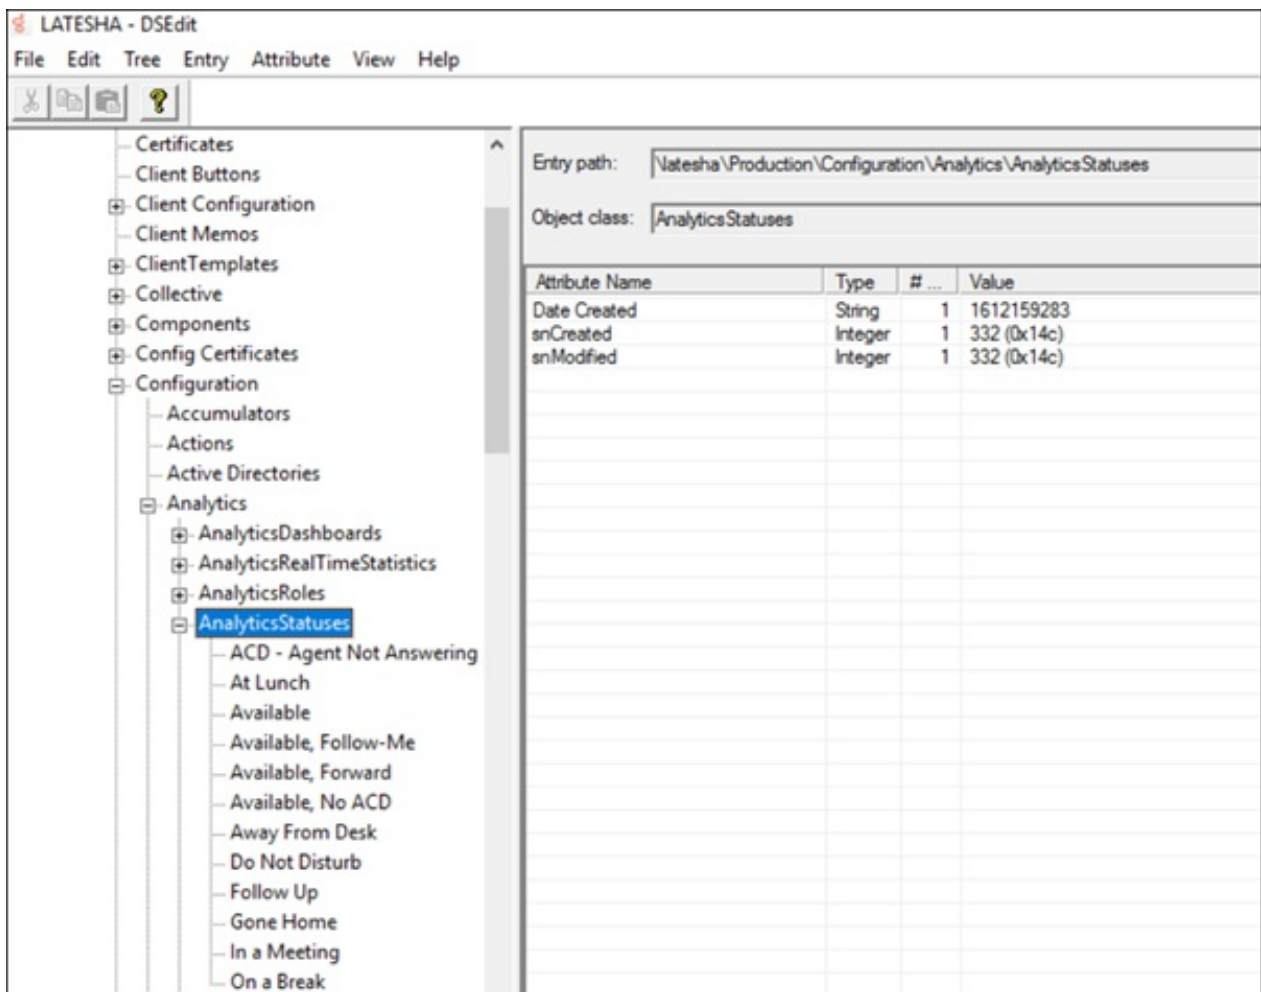 LATESHA - DSEdit
File Edit Tree Entry Attribute View Help
Certificates
Client Buttons
Client Configuration
Client Memos
ClientTemplates
Collective
Components
Config Certificates
Configuration
Accumulators
Actions
Active Directories
Analytics
AnalyticsDashboards
AnalyticsRealTimeStatistics
AnalyticsRoles
AnalyticsStatuses
ACD - Agent Not Answering
At Lunch
Available
Available, Follow-Me
Available, Forward
Available, No ACD
Away From Desk
Do Not Disturb
Follow Up
Gone Home
In a Meeting
On a Break
Entry path: \latesha\Production\Configuration\Analytics\AnalyticsStatuses
Object class: AnalyticsStatuses
Attribute Name Type # ... Value
Date Created String 1 1612159283
snCreated Integer 1 332 (0x14c)
snModified Integer 1 332 (0x14c)